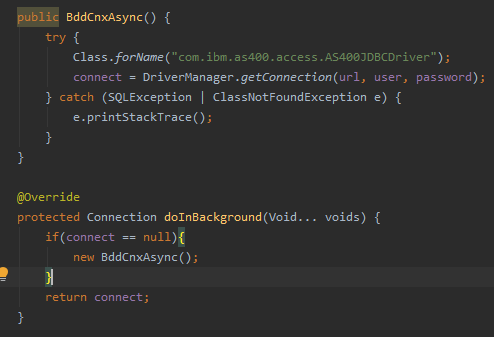 public BddCnxAsync() {
try {
Class.forName("com.ibm.as400.access.AS400JDBCDriver");
connect = DriverManager.getConnection(url, user, password);
} catch (SQLException | ClassNotFoundException e) {
e.printStackTrace();
}
}
@Override
protected Connection doInBackground(Void... voids) {
if(connect == null){
new BddCnxAsync();
}
return connect;
}